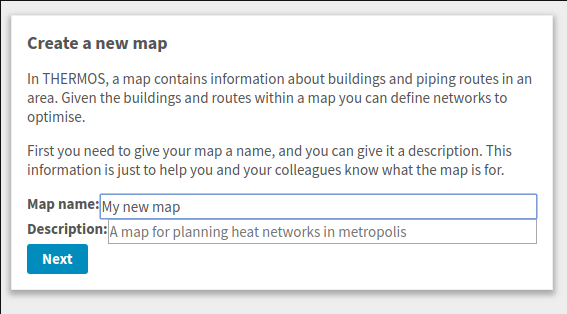 Create a new map
In THERMOS, a map contains information about buildings and piping routes in an
area. Given the buildings and routes within a map you can define networks to
optimise.
First you need to give your map a name, and you can give it a description. This
information is just to help you and your colleagues know what the map is for.
Map name: My new map
Description: A map for planning heat networks in metropolis
Next